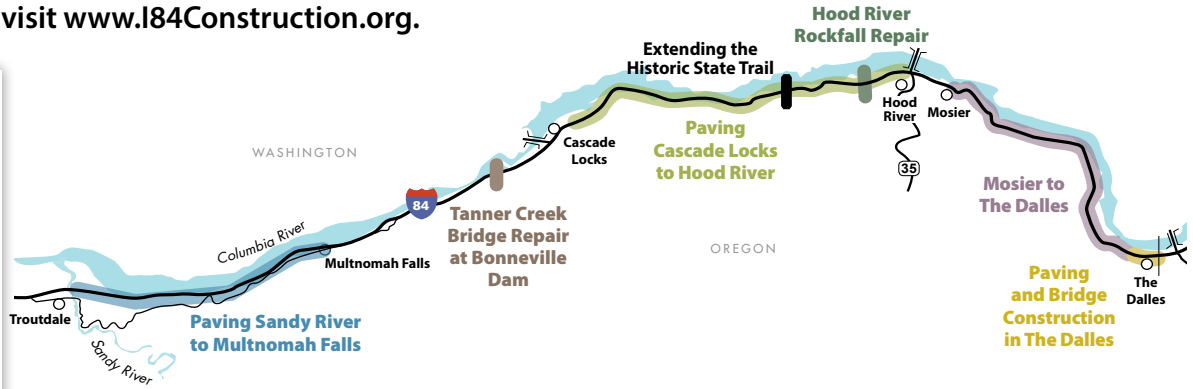 visit www.I84Construction.org.
Hood River
Rockfall Repair
Extending the
Historic State Trail
Hood
River
Mosier
Cascade
Locks
Paving
Cascade Locks
to Hood River
WASHINGTON
35
Mosier to
The Dalles
84
Tanner Creek
Bridge Repair
at Bonneville
Dam
OREGON
Columbia River
Multnomah Falls
Paving
and Bridge
Construction
in The Dalles
The
Dalles
Troutdale
Paving Sandy River
to Multnomah Falls
Sandy River